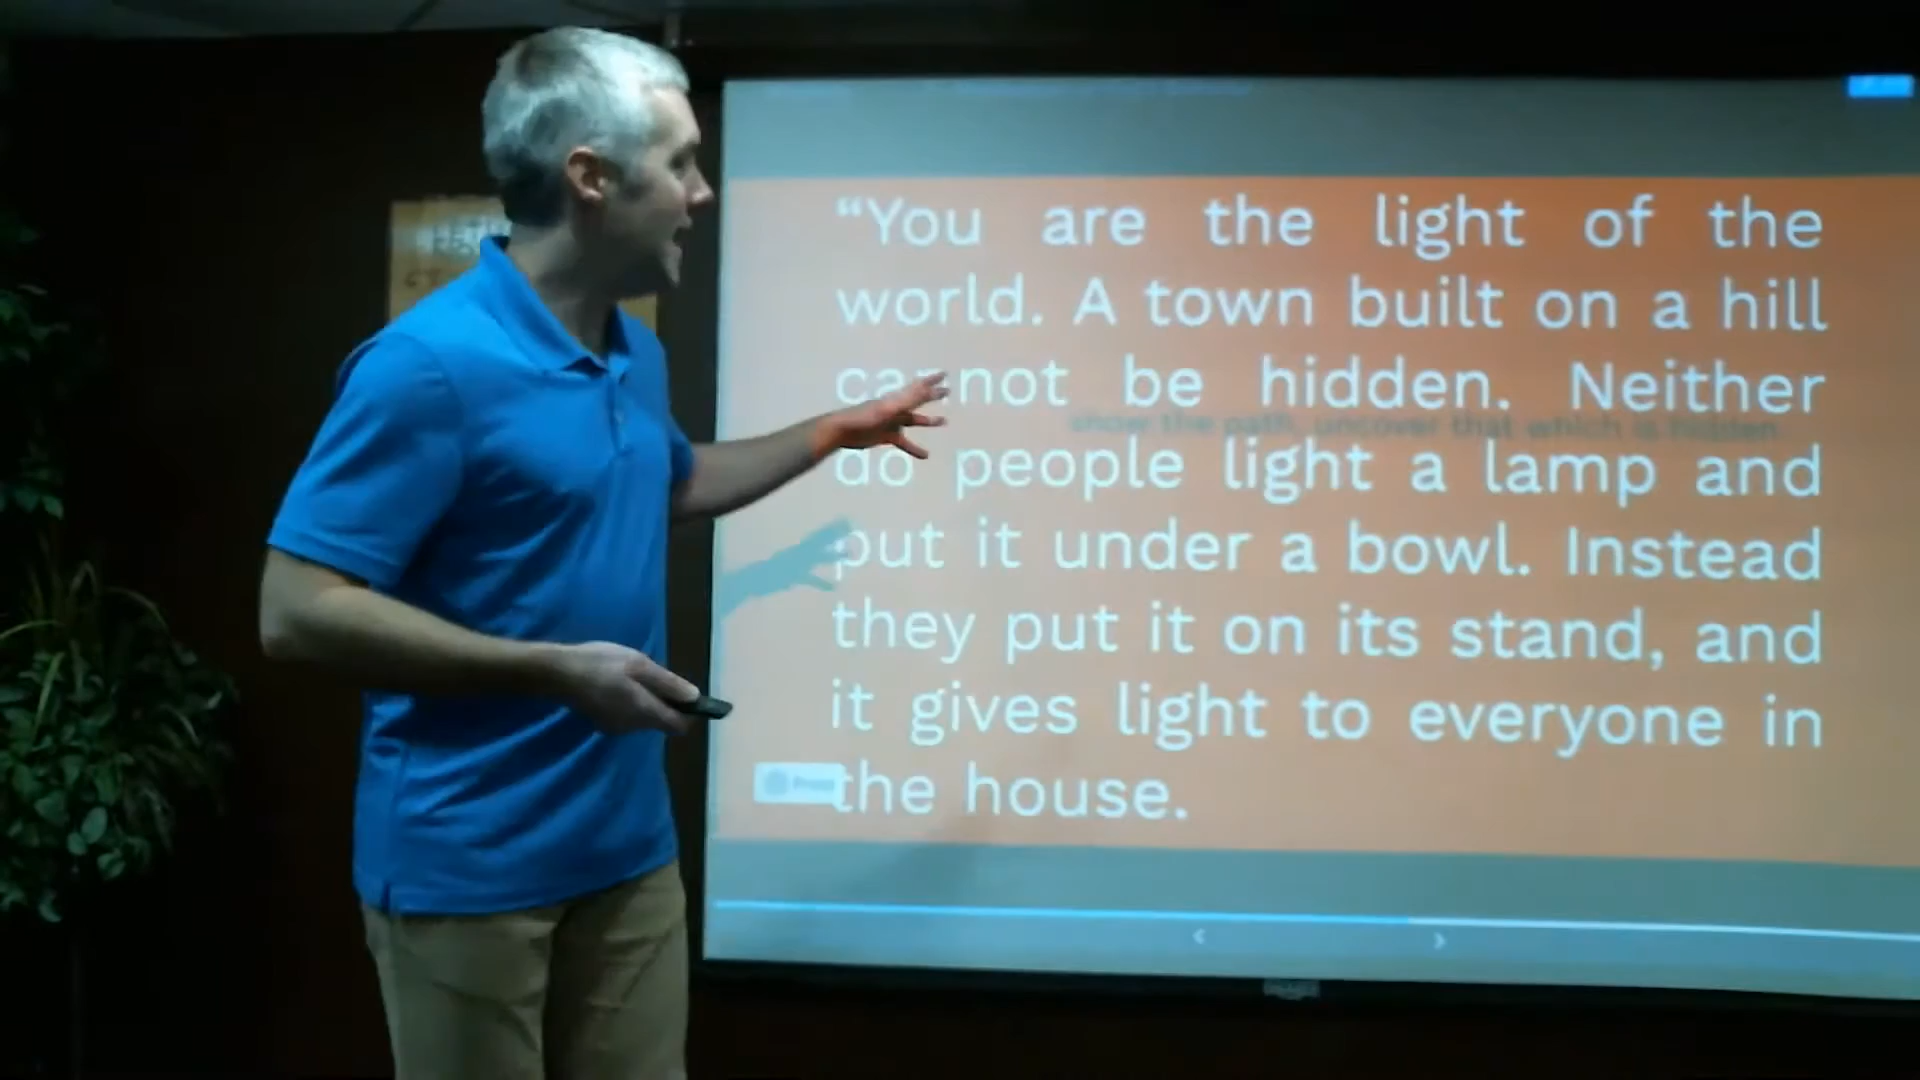 “You are the light of the
world. A town built on a hill
cannot be hidden. Neither
show the path, uncover that which is hidden
do people light a lamp and
put it under a bowl. Instead
they put it on its stand, and
it gives light to everyone in
the house.